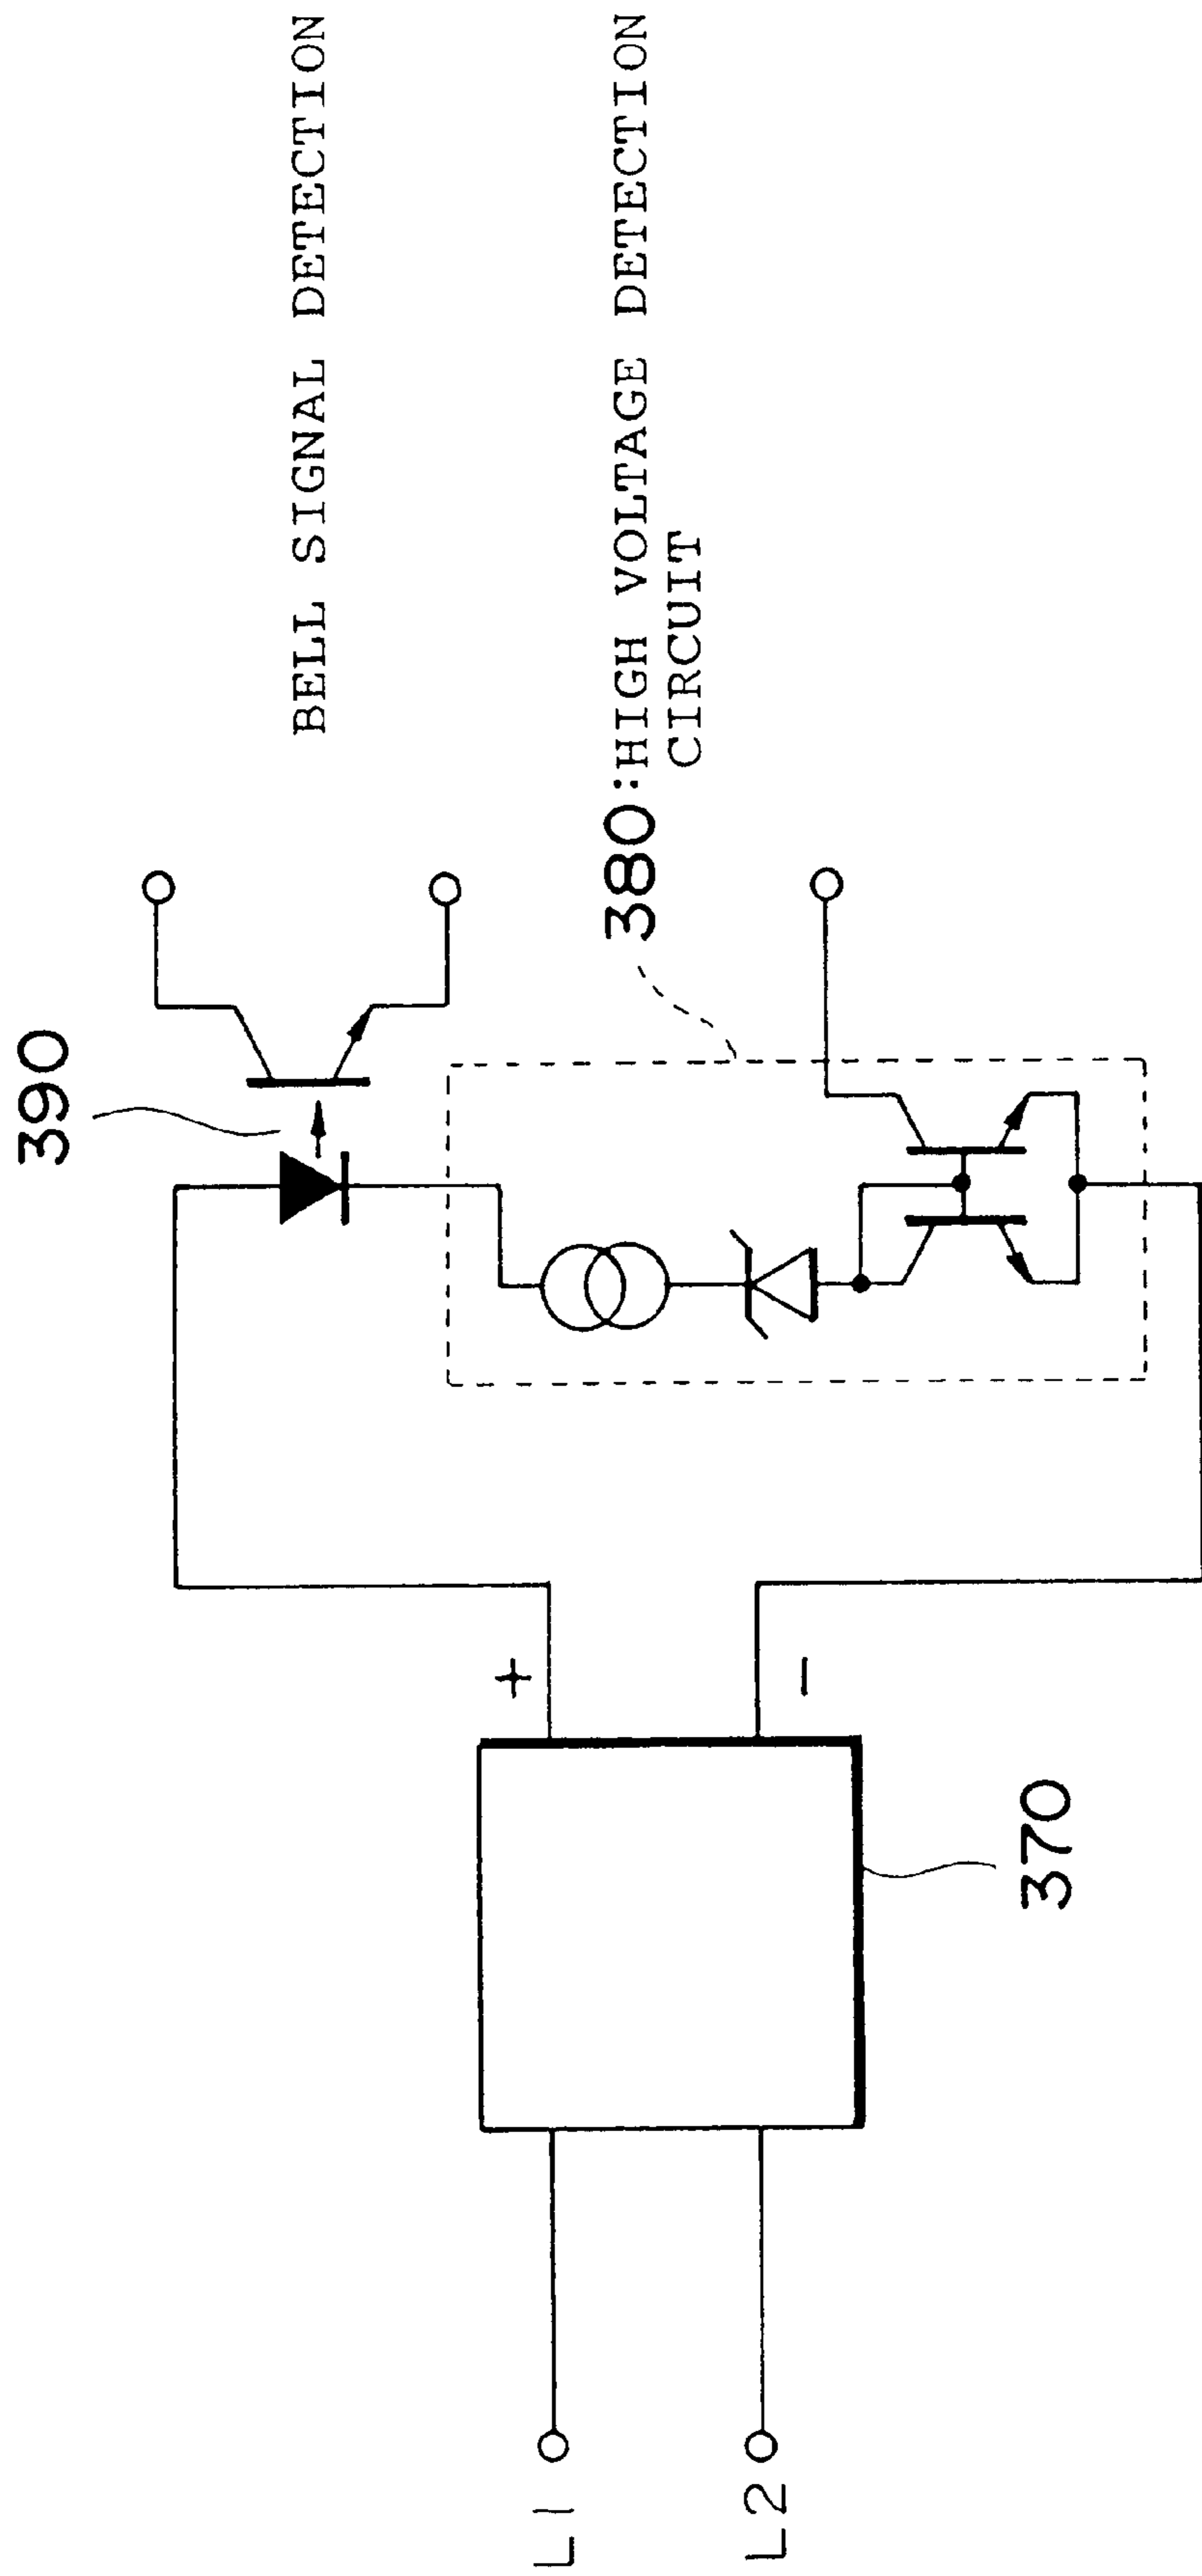 390
BELL SIGNAL DETECTION
380:HIGH VOLTAGE DETECTION
CIRCUIT
L1
L2
+
−
370